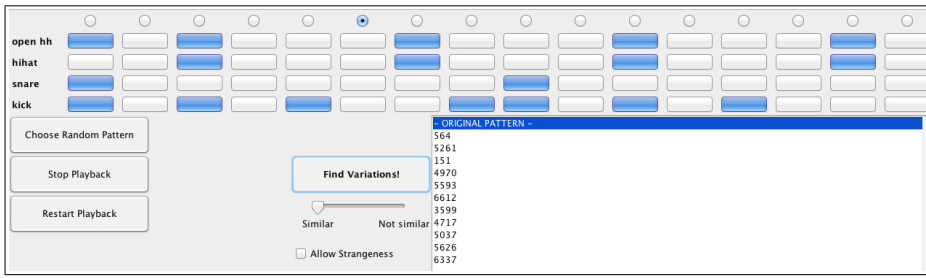 open hh
hihat
snare
kick
Choose Random Pattern
Stop Playback
Restart Playback
Find Variations!
Similar Not similar
Allow Strangeness
- ORIGINAL PATTERN -
564
5261
151
4970
5593
6612
3599
4717
5037
5626
6337